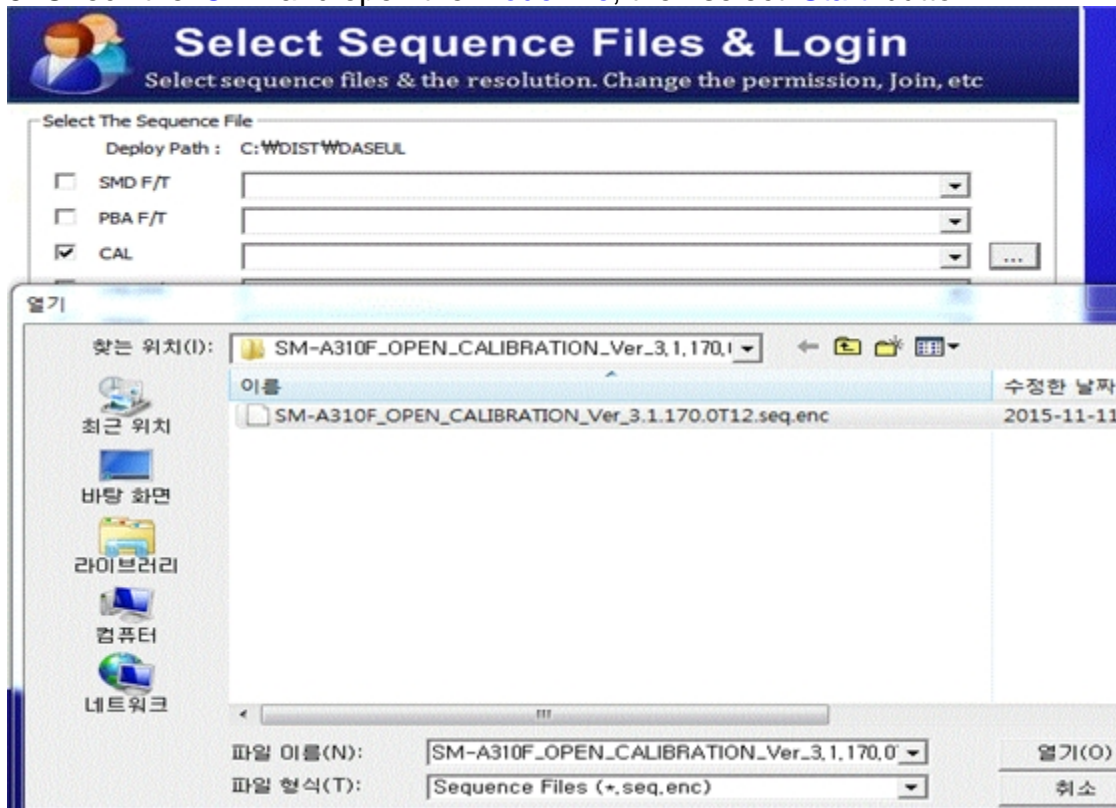 Select Sequence Files & Login
Select sequence files & the resolution. Change the permission, Join, etc
Select The Sequence File
Deploy Path : C:₩DIST₩DASEUL
SMD F/T
PBA F/T
CAL
...
열기
찾는 위치(I): SM-A310F_OPEN_CALIBRATION_Ver_3,1,170,
이름 수정한 날짜
SM-A310F_OPEN_CALIBRATION_Ver_3.1.170.0T12.seq.enc 2015-11-11
최근 위치
바탕 화면
라이브러리
컴퓨터
네트워크
파일 이름(N): SM-A310F_OPEN_CALIBRATION_Ver_3,1,170,0
열기(O)
파일 형식(T): Sequence Files (*,seq,enc)
취소